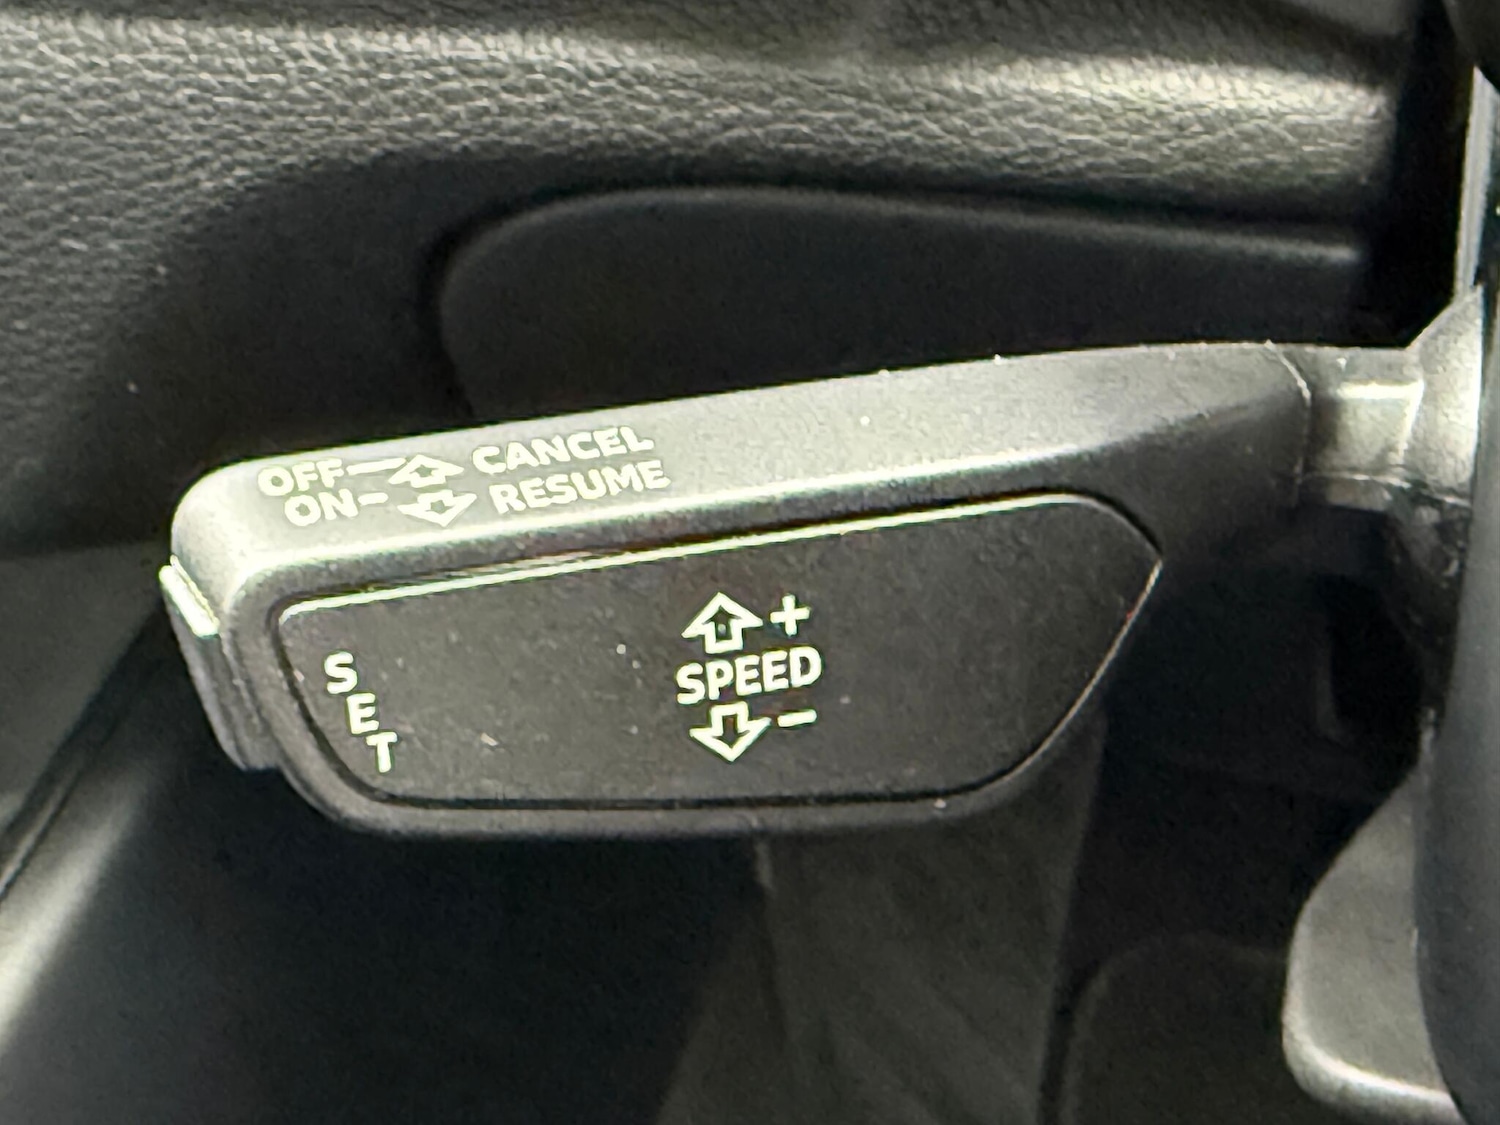 OFF CANCEL
ON RESUME
+
SPEED
-
SET